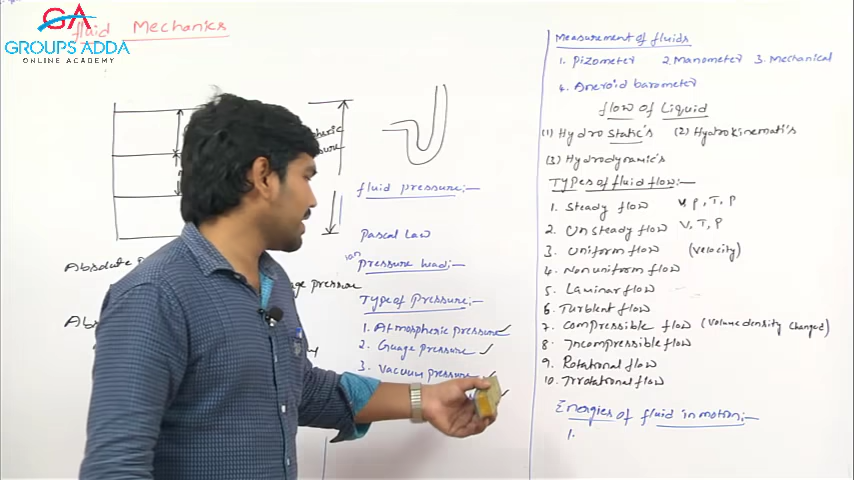 GA
GROUPS ADDA
ONLINE ACADEMY
fluid Mechanics
fluid pressure:-
Pascal Law
pressure head:-
Type of Pressure:-
1. Atmospheric pressure ✓
2. Guage pressure ✓
3. Vacuum pressure ✓
Measurement of fluids
1. Pizometer 2. Manometer 3. Mechanical
4. Aneroid barometer
flow of Liquid
(1) Hydrostatic's (2) Hydrokinemati's
(3) Hydrodynamic's
Types of fluid flow:-
1. Steady flow
2. Unsteady flow V, T, P
3. Uniform flow (velocity)
4. Nonuniform flow
5. Laminar flow
6. Turblent flow
7. compressible flow (Volume density changed)
8. Incompressible flow
9. Rotational flow
10. Irrotational flow
Energies of fluid in motion:-
1.